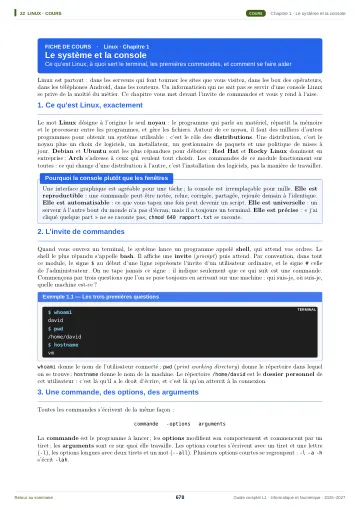 22 LINUX · COURS
COURS Chapitre 1 · Le système et la console
FICHE DE COURS · Linux · Chapitre 1
Le système et la console
Ce qu'est Linux, à quoi sert le terminal, les premières commandes, et comment se faire aider
Linux est partout : dans les serveurs qui font tourner les sites que vous visitez, dans les box des opérateurs,
dans les téléphones Android, dans les routeurs. Un informaticien qui ne sait pas se servir d'une console Linux
se prive de la moitié du métier. Ce chapitre vous met devant l'invite de commandes et vous y rend à l'aise.
1. Ce qu'est Linux, exactement
Le mot Linux désigne à l'origine le seul noyau : le programme qui parle au matériel, répartit la mémoire
et le processeur entre les programmes, et gère les fichiers. Autour de ce noyau, il faut des milliers d'autres
programmes pour obtenir un système utilisable : c'est le rôle des distributions. Une distribution, c'est le
noyau plus un choix de logiciels, un installateur, un gestionnaire de paquets et une politique de mises à
jour. Debian et Ubuntu sont les plus répandues pour débuter ; Red Hat et Rocky Linux dominent en
entreprise ; Arch s'adresse à ceux qui veulent tout choisir. Les commandes de ce module fonctionnent sur
toutes : ce qui change d'une distribution à l'autre, c'est l'installation des logiciels, pas la manière de travailler.
Pourquoi la console plutôt que les fenêtres
Une interface graphique est agréable pour une tâche ; la console est irremplaçable pour mille. Elle est
reproductible : une commande peut être notée, relue, corrigée, partagée, rejouée demain à l'identique.
Elle est automatisable : ce que vous tapez une fois peut devenir un script. Elle est universelle : un
serveur à l'autre bout du monde n'a pas d'écran, mais il a toujours un terminal. Elle est précise : « j'ai
cliqué quelque part » ne se raconte pas, chmod 640 rapport.txt se raconte.
2. L'invite de commandes
Quand vous ouvrez un terminal, le système lance un programme appelé shell, qui attend vos ordres. Le
shell le plus répandu s'appelle bash. Il affiche une invite (prompt) puis attend. Par convention, dans tout
ce module, le signe $ au début d'une ligne représente l'invite d'un utilisateur ordinaire, et le signe # celle
de l'administrateur. On ne tape jamais ce signe : il indique seulement que ce qui suit est une commande.
Commençons par trois questions que l'on se pose toujours en arrivant sur une machine : qui suis-je, où suis-je,
quelle machine est-ce ?
Exemple 1.1 — Les trois premières questions
TERMINAL
$ whoami
david
$ pwd
/home/david
$ hostname
vm
whoami donne le nom de l'utilisateur connecté ; pwd (print working directory) donne le répertoire dans lequel
on se trouve ; hostname donne le nom de la machine. Le répertoire /home/david est le dossier personnel de
cet utilisateur : c'est là qu'il a le droit d'écrire, et c'est là qu'on atterrit à la connexion.
3. Une commande, des options, des arguments
Toutes les commandes s'écrivent de la même façon :
commande -options arguments
La commande est le programme à lancer ; les options modifient son comportement et commencent par un
tiret ; les arguments sont ce sur quoi elle travaille. Les options courtes s'écrivent avec un tiret et une lettre
(-l), les options longues avec deux tirets et un mot (--all). Plusieurs options courtes se regroupent : -l -a -h
s'écrit -lah.
Retour au sommaire
678
Guide complet L1 · Informatique et Numérique · 2026–2027